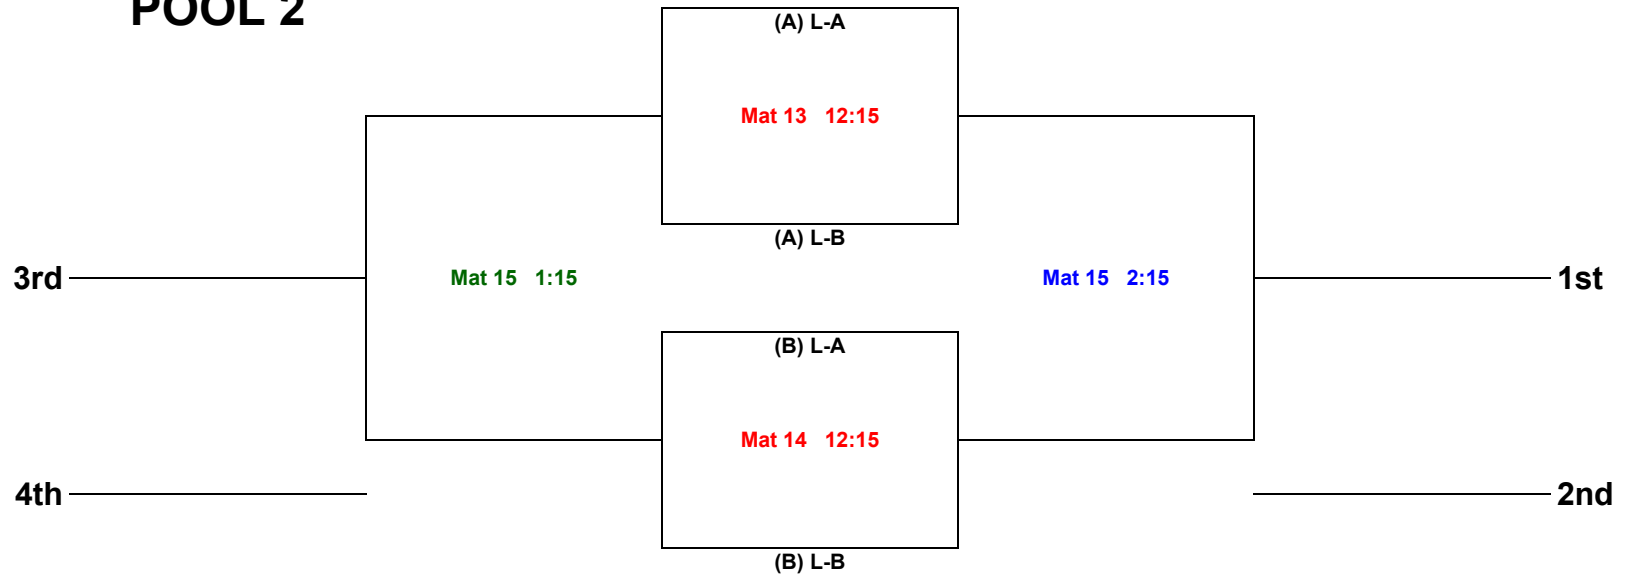 POOL 2
(A) L-A
Mat 13 12:15
(A) L-B
3rd
Mat 15 1:15
Mat 15 2:15
1st
(B) L-A
Mat 14 12:15
4th
2nd
(B) L-B